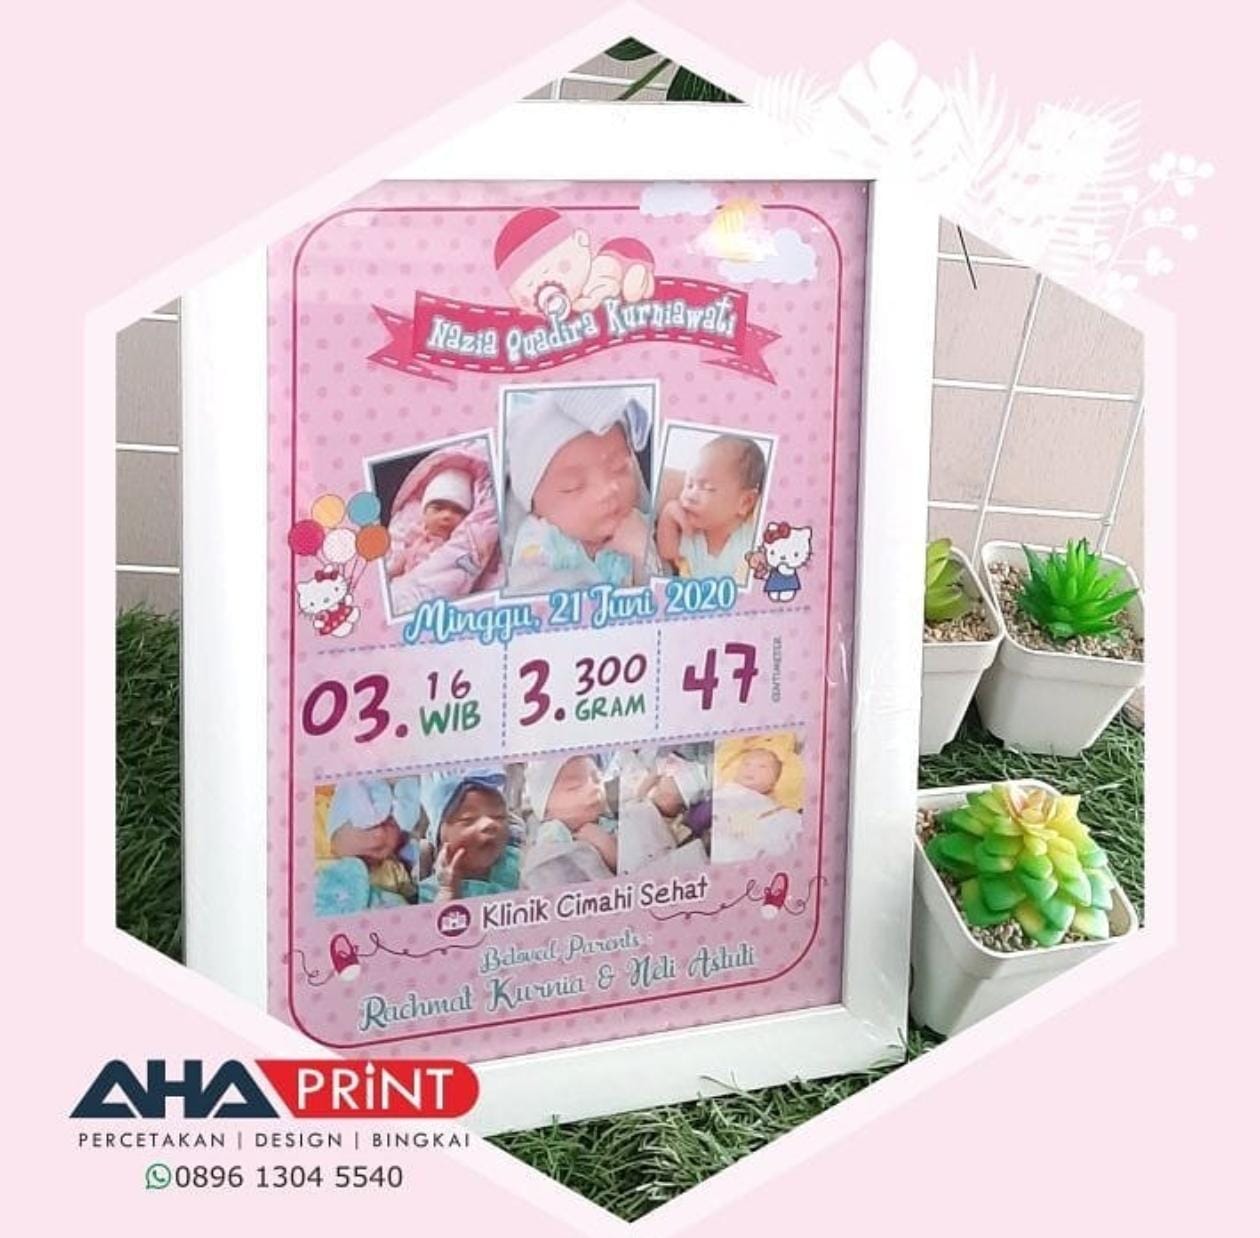 Nazia Quadira Kurniawati
Minggu, 21 Juni 2020
03. 16 WIB
3. 300 GRAM
47 CENTIMETER
Klinik Cimahi Sehat
Beloved Parents :
Rachmat Kurnia & Neli Astuti
AHA PRiNT
PERCETAKAN | DESIGN | BINGKAI
0896 1304 5540